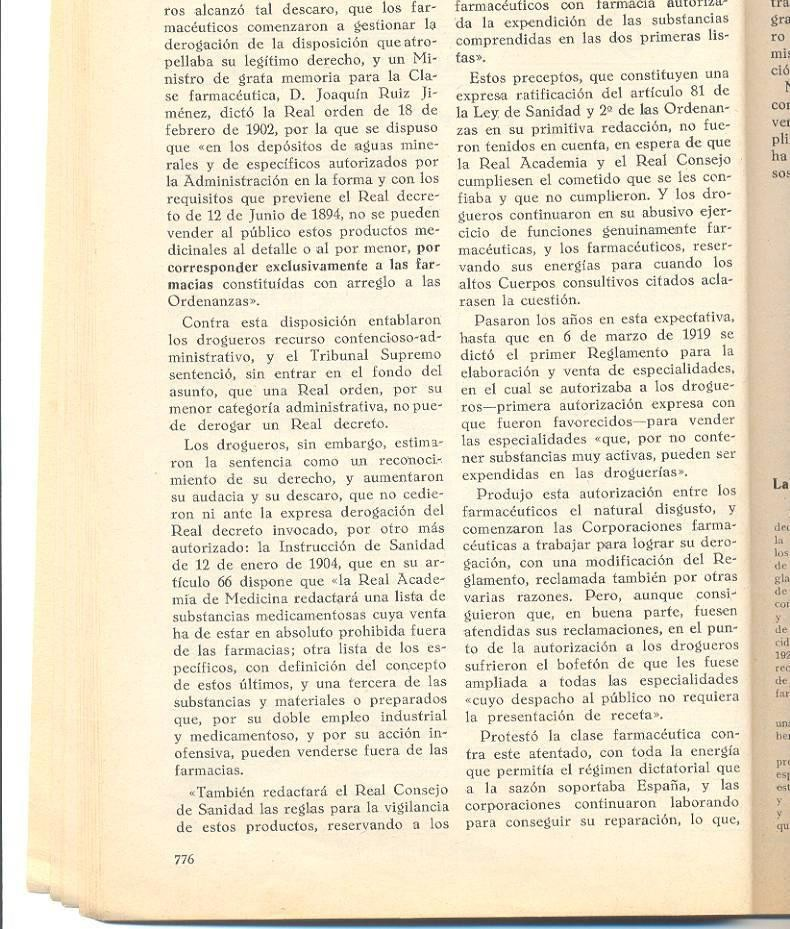 ros alcanzó tal descaro, que los far-
macéuticos comenzaron a gestionar la
derogación de la disposición que atro-
pellaba su legítimo derecho, y un Mi-
nistro de grata memoria para la Cla-
se farmacéutica, D. Joaquín Ruiz Ji-
ménez, dictó la Real orden de 18 de
febrero de 1902, por la que se dispuso
que «en los depósitos de aguas mine-
rales y de específicos autorizados por
la Administración en la forma y con los
requisitos que previene el Real decre-
to de 12 de Junio de 1894, no se pueden
vender al público estos productos me-
dicinales al detalle o al por menor, por
corresponder exclusivamente a las far-
macias constituídas con arreglo a las
Ordenanzas».
Contra esta disposición entablaron
los drogueros recurso contencioso-ad-
ministrativo, y el Tribunal Supremo
sentenció, sin entrar en el fondo del
asunto, que una Real orden, por su
menor categoría administrativa, no pue-
de derogar un Real decreto.
Los drogueros, sin embargo, estima-
ron la sentencia como un reconoci-
miento de su derecho, y aumentaron
su audacia y su descaro, que no cedie-
ron ni ante la expresa derogación del
Real decreto invocado, por otro más
autorizado: la Instrucción de Sanidad
de 12 de enero de 1904, que en su ar-
tículo 66 dispone que «la Real Acade-
mia de Medicina redactará una lista de
substancias medicamentosas cuya venta
ha de estar en absoluto prohibida fuera
de las farmacias; otra lista de los es-
pecíficos, con definición del concepto
de estos últimos, y una tercera de las
substancias y materiales o preparados
que, por su doble empleo industrial
y medicamentoso, y por su acción in-
ofensiva, pueden venderse fuera de las
farmacias.
«También redactará el Real Consejo
de Sanidad las reglas para la vigilancia
de estos productos, reservando a los
776
farmacéuticos con farmacia autoriza-
da la expendición de las substancias
comprendidas en las dos primeras lis-
tas».
Estos preceptos, que constituyen una
expresa ratificación del artículo 81 de
la Ley de Sanidad y 2º de las Ordenan-
zas en su primitiva redacción, no fue-
ron tenidos en cuenta, en espera de que
la Real Academia y el Real Consejo
cumpliesen el cometido que se les con-
fiaba y que no cumplieron. Y los dro-
gueros continuaron en su abusivo ejer-
cicio de funciones genuinamente far-
macéuticas, y los farmacéuticos, reser-
vando sus energías para cuando los
altos Cuerpos consultivos citados acla-
rasen la cuestión.
Pasaron los años en esta expectativa,
hasta que en 6 de marzo de 1919 se
dictó el primer Reglamento para la
elaboración y venta de especialidades,
en el cual se autorizaba a los drogue-
ros—primera autorización expresa con
que fueron favorecidos—para vender
las especialidades «que, por no conte-
ner substancias muy activas, pueden ser
expendidas en las droguerías».
Produjo esta autorización entre los
farmacéuticos el natural disgusto, y
comenzaron las Corporaciones farma-
céuticas a trabajar para lograr su dero-
gación, con una modificación del Re-
glamento, reclamada también por otras
varias razones. Pero, aunque consi-
guieron que, en buena parte, fuesen
atendidas sus reclamaciones, en el pun-
to de la autorización a los drogueros
sufrieron el bofetón de que les fuese
ampliada a todas las especialidades
«cuyo despacho al público no requiera
la presentación de receta».
Protestó la clase farmacéutica con-
tra este atentado, con toda la energía
que permitía el régimen dictatorial que
a la sazón soportaba España, y las
corporaciones continuaron laborando
para conseguir su reparación, lo que,
La